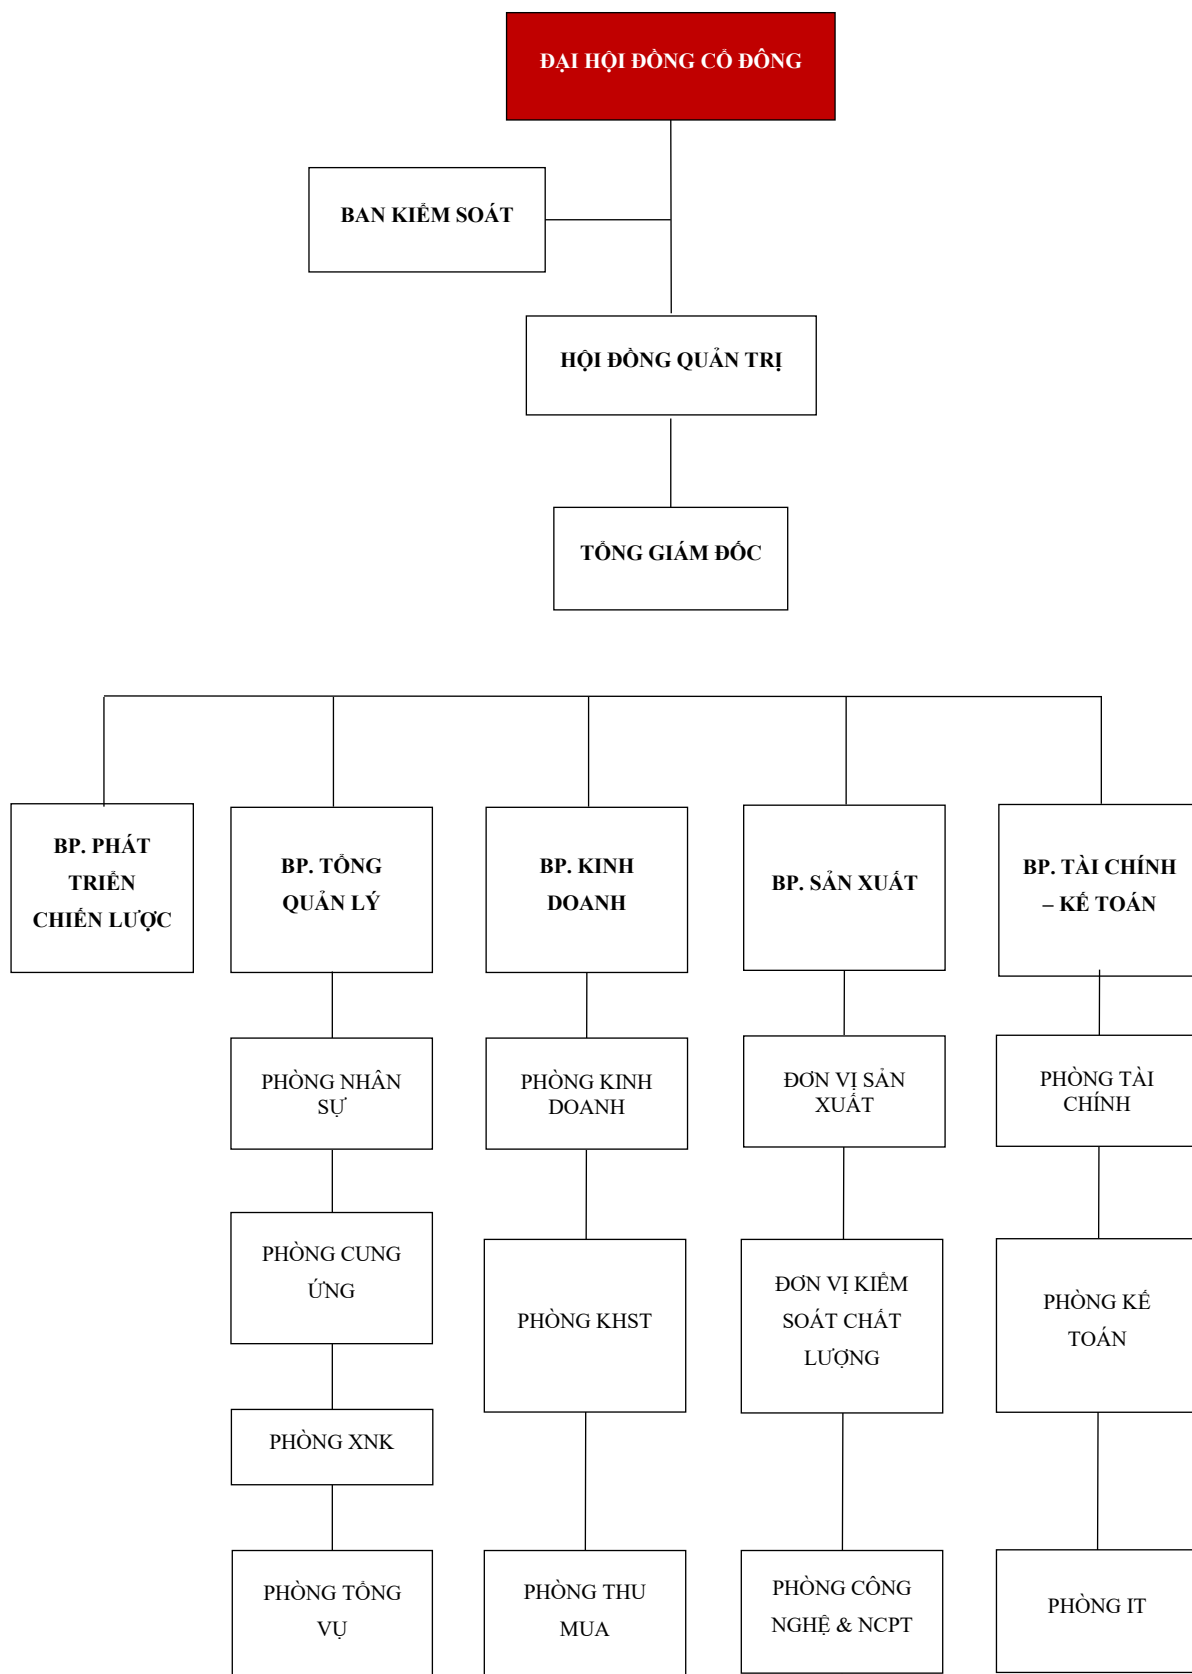 ĐẠI HỘI ĐỒNG CỔ ĐÔNG
BAN KIỂM SOÁT
HỘI ĐỒNG QUẢN TRỊ
TỔNG GIÁM ĐỐC
BP. PHÁT
TRIỂN
CHIẾN LƯỢC
BP. TỔNG
QUẢN LÝ
BP. KINH
DOANH
BP. SẢN XUẤT
BP. TÀI CHÍNH
– KẾ TOÁN
PHÒNG NHÂN
SỰ
PHÒNG KINH
DOANH
ĐƠN VỊ SẢN
XUẤT
PHÒNG TÀI
CHÍNH
PHÒNG CUNG
ỨNG
PHÒNG KHST
ĐƠN VỊ KIỂM
SOÁT CHẤT
LƯỢNG
PHÒNG KẾ
TOÁN
PHÒNG XNK
PHÒNG TỔNG
VỤ
PHÒNG THU
MUA
PHÒNG CÔNG
NGHỆ & NCPT
PHÒNG IT